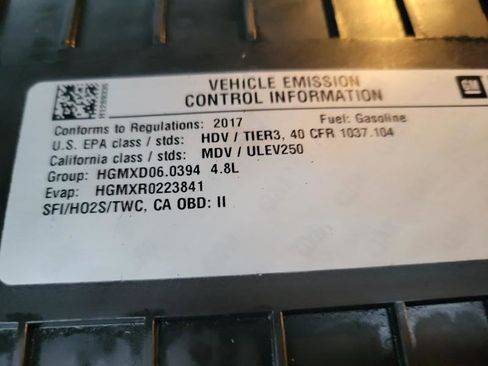 VEHICLE EMISSION
CONTROL INFORMATION
GM
Conforms to Regulations: 2017 Fuel: Gasoline
U.S. EPA class / stds: HDV / TIER3, 40 CFR 1037.104
California class / stds: MDV / ULEV250
Group: HGMXD06.0394 4.8L
Evap: HGMXR0223841
SFI/HO2S/TWC, CA OBD: II